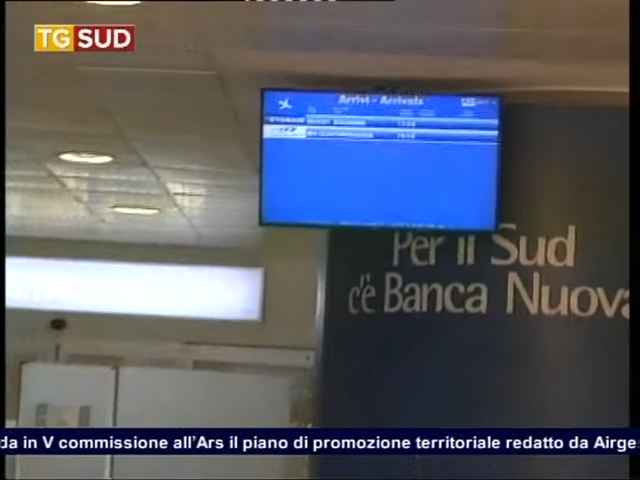 TG SUD
Arrivi - Arrivals
Per il Sud
c'è Banca Nuova
da in V commissione all'Ars il piano di promozione territoriale redatto da Airge